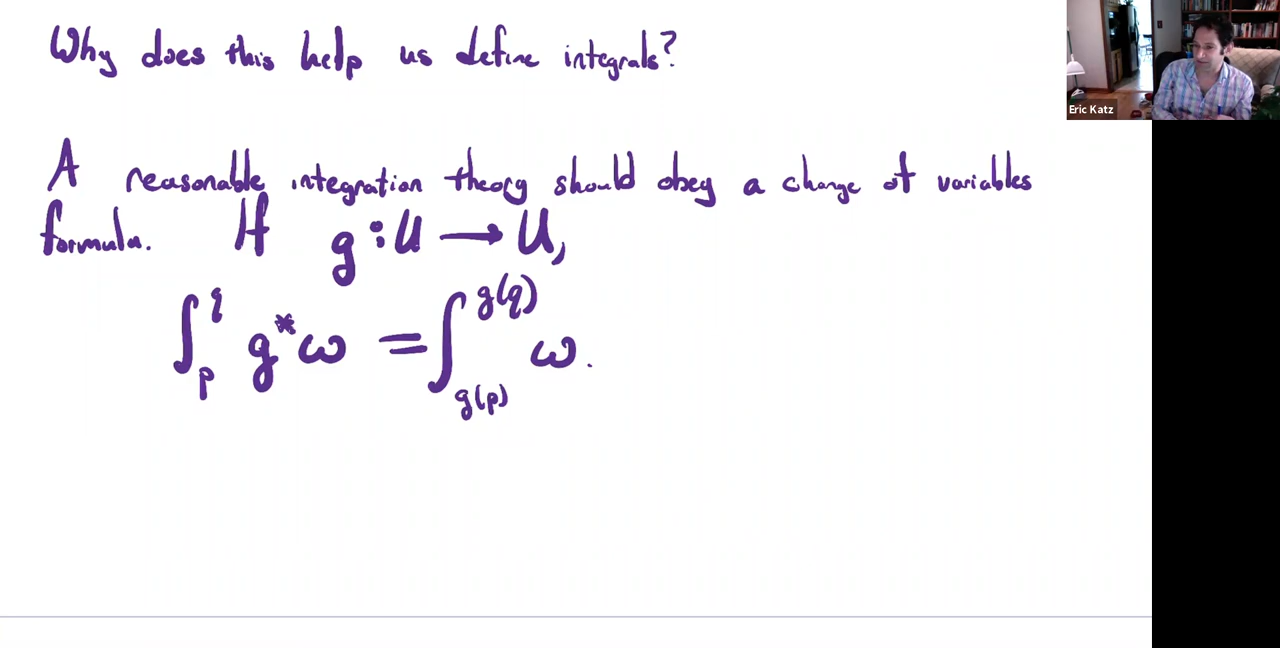 Why does this help us define integrals?
Eric Katz
A reasonable integration theory should obey a change of variables
formula. If g : U → U,
∫_p^q g*ω = ∫_{g(p)}^{g(q)} ω.